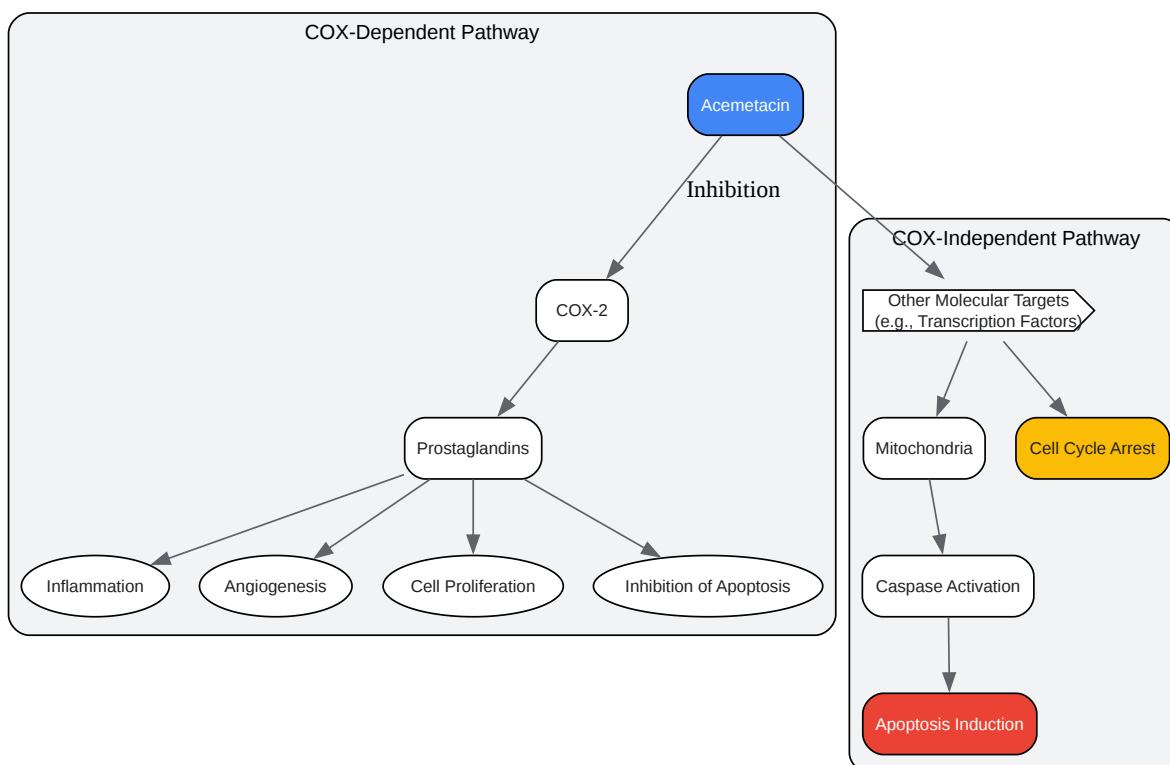 COX-Dependent Pathway
Acemetacin
Inhibition
COX-Independent Pathway
Other Molecular Targets
(e.g., Transcription Factors)
COX-2
Prostaglandins
Mitochondria
Cell Cycle Arrest
Inflammation
Angiogenesis
Cell Proliferation
Inhibition of Apoptosis
Caspase Activation
Apoptosis Induction